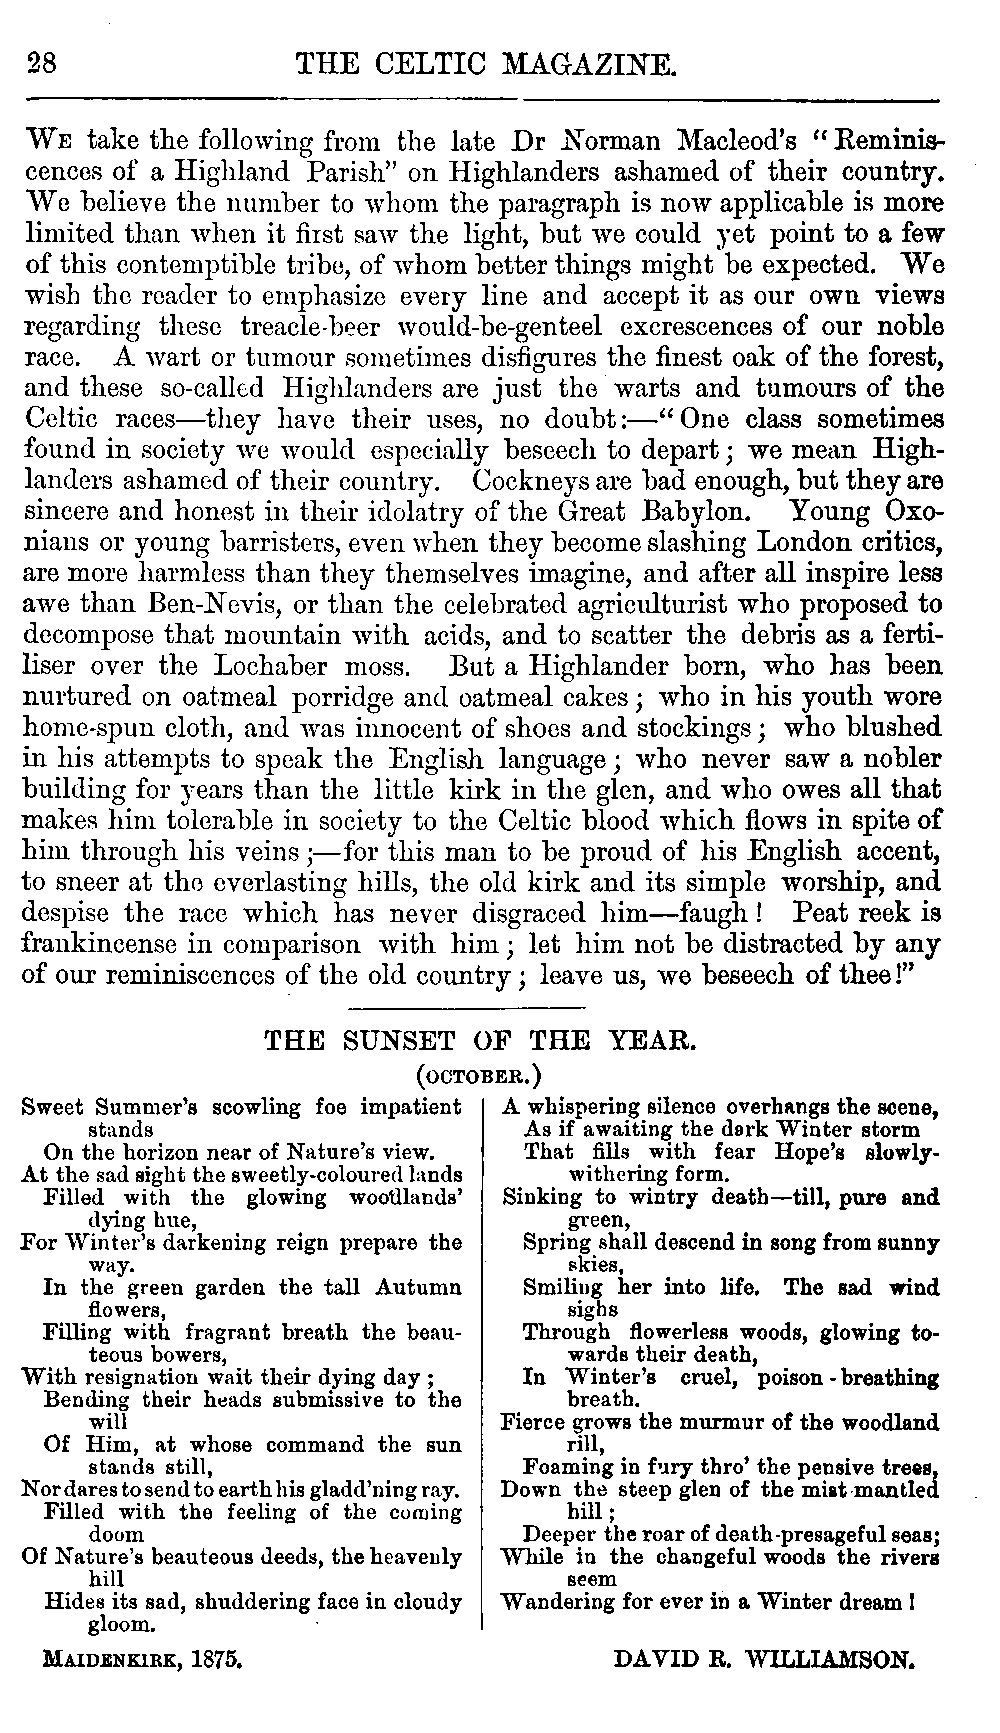 28 THE CELTIC MAGAZINE.
WE take the following from the late Dr Norman Macleod's "Reminis-
cences of a Highland Parish" on Highlanders ashamed of their country.
We believe the number to whom the paragraph is now applicable is more
limited than when it first saw the light, but we could yet point to a few
of this contemptible tribe, of whom better things might be expected. We
wish the reader to emphasize every line and accept it as our own views
regarding these treacle-beer would-be-genteel excrescences of our noble
race. A wart or tumour sometimes disfigures the finest oak of the forest,
and these so-called Highlanders are just the warts and tumours of the
Celtic races—they have their uses, no doubt:—"One class sometimes
found in society we would especially beseech to depart; we mean High-
landers ashamed of their country. Cockneys are bad enough, but they are
sincere and honest in their idolatry of the Great Babylon. Young Oxo-
nians or young barristers, even when they become slashing London critics,
are more harmless than they themselves imagine, and after all inspire less
awe than Ben-Nevis, or than the celebrated agriculturist who proposed to
decompose that mountain with acids, and to scatter the debris as a ferti-
liser over the Lochaber moss. But a Highlander born, who has been
nurtured on oatmeal porridge and oatmeal cakes; who in his youth wore
home-spun cloth, and was innocent of shoes and stockings; who blushed
in his attempts to speak the English language; who never saw a nobler
building for years than the little kirk in the glen, and who owes all that
makes him tolerable in society to the Celtic blood which flows in spite of
him through his veins;—for this man to be proud of his English accent,
to sneer at the everlasting hills, the old kirk and its simple worship, and
despise the race which has never disgraced him—faugh! Peat reek is
frankincense in comparison with him; let him not be distracted by any
of our reminiscences of the old country; leave us, we beseech of thee!"
THE SUNSET OF THE YEAR.
(OCTOBER.)
Sweet Summer's scowling foe impatient
stands
On the horizon near of Nature's view.
At the sad sight the sweetly-coloured lands
Filled with the glowing woodlands'
dying hue,
For Winter's darkening reign prepare the
way.
In the green garden the tall Autumn
flowers,
Filling with fragrant breath the beau-
teous bowers,
With resignation wait their dying day;
Bending their heads submissive to the
will
Of Him, at whose command the sun
stands still,
Nor dares to send to earth his gladd'ning ray.
Filled with the feeling of the coming
doom
Of Nature's beauteous deeds, the heavenly
hill
Hides its sad, shuddering face in cloudy
gloom.
A whispering silence overhangs the scene,
As if awaiting the dark Winter storm
That fills with fear Hope's slowly-
withering form.
Sinking to wintry death—till, pure and
green,
Spring shall descend in song from sunny
skies,
Smiling her into life. The sad wind
sighs
Through flowerless woods, glowing to-
wards their death,
In Winter's cruel, poison-breathing
breath.
Fierce grows the murmur of the woodland
rill,
Foaming in fury thro' the pensive trees,
Down the steep glen of the mist-mantled
hill;
Deeper the roar of death-presageful seas;
While in the changeful woods the rivers
seem
Wandering for ever in a Winter dream!
MAIDENKIRK, 1875.
DAVID R. WILLIAMSON.